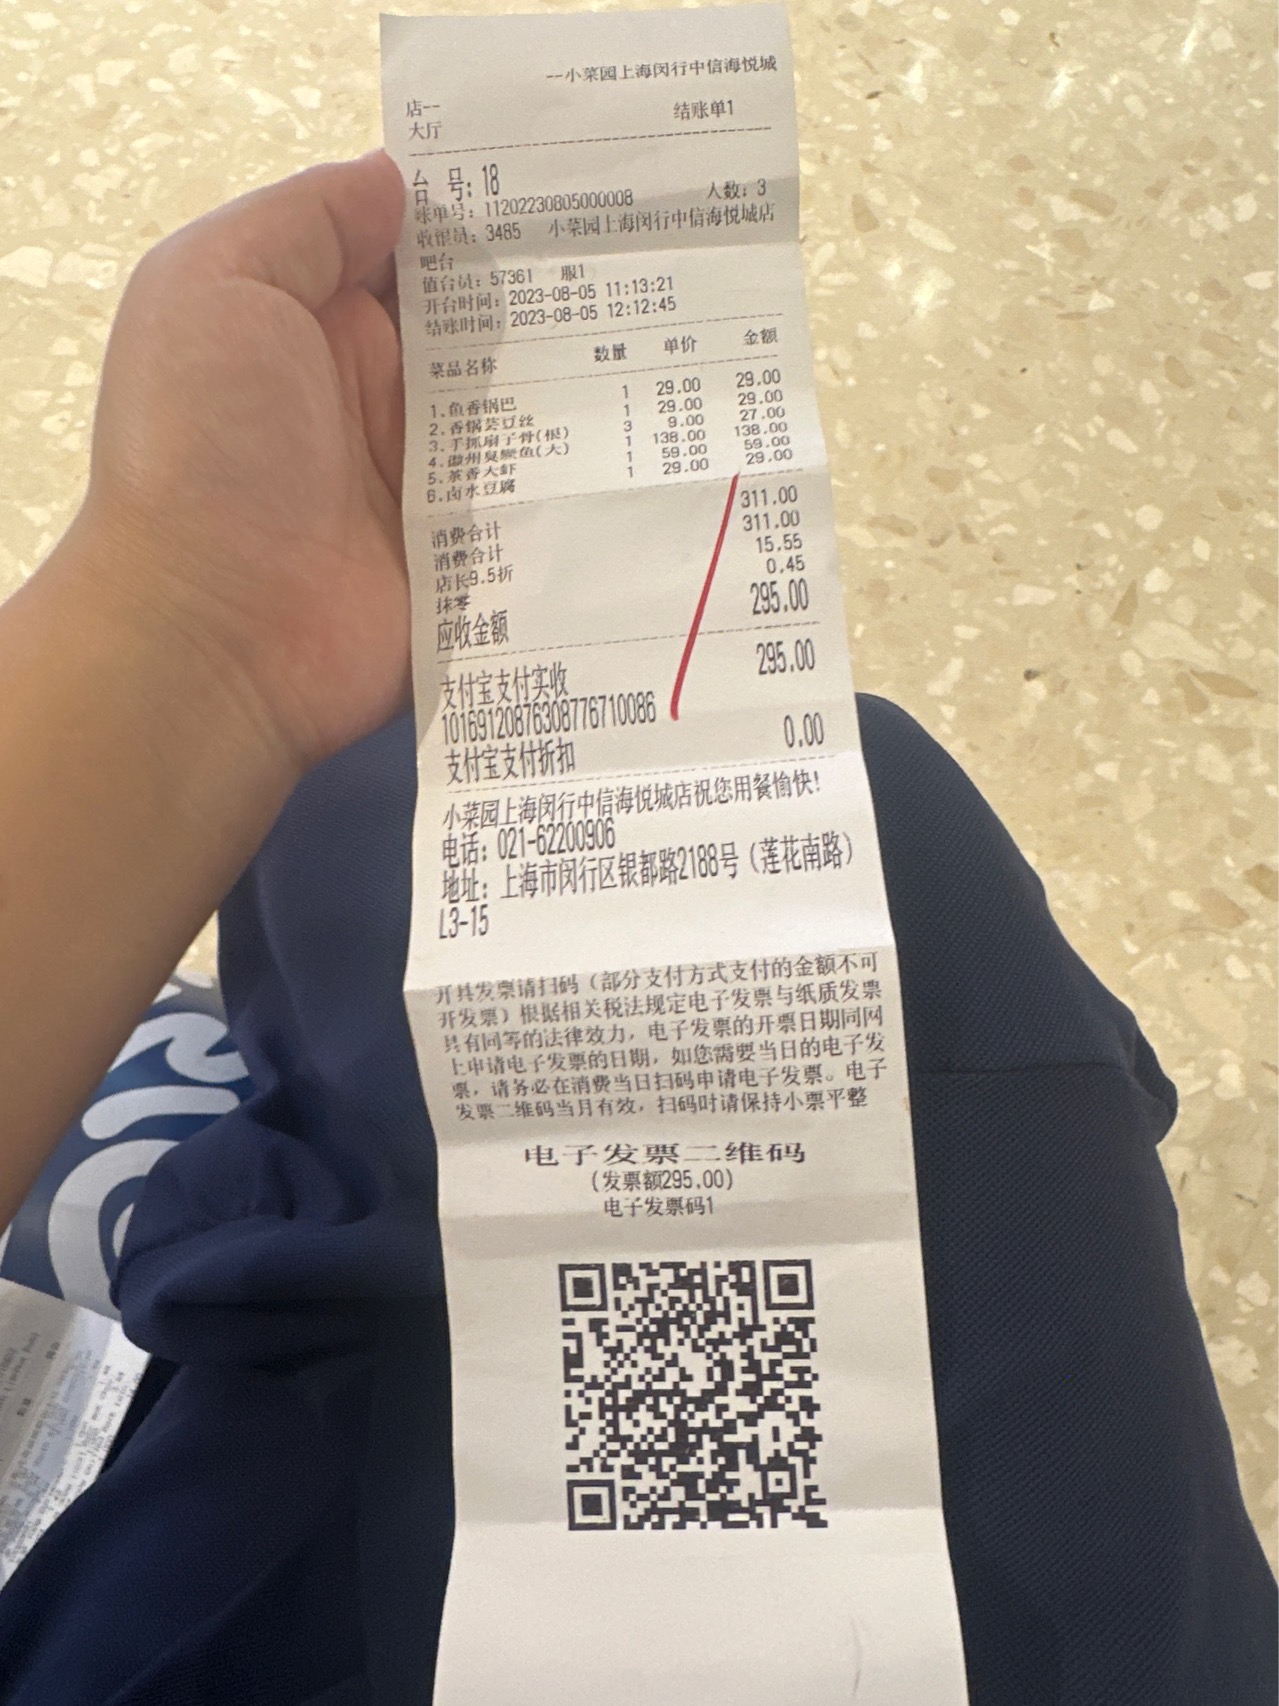 --小菜园上海闵行中信海悦城
店--
大厅 结账单1
台 号: 18
账单号: 11202230805000008 人数: 3
收银员: 3485 小菜园上海闵行中信海悦城店
吧台
值台员: 57361 服1
开台时间: 2023-08-05 11:13:21
结账时间: 2023-08-05 12:12:45
菜品名称 数量 单价 金额
1.鱼香锅巴 1 29.00 29.00
2.香锅芸豆丝 1 29.00 29.00
3.手抓扇子骨(根) 3 9.00 27.00
4.徽州臭鳜鱼(大) 1 138.00 138.00
5.茶香大虾 1 59.00 59.00
6.卤水豆腐 1 29.00 29.00
消费合计 311.00
消费合计 311.00
店长9.5折 15.55
抹零 0.45
应收金额 295.00
支付宝支付实收 295.00
10169120876308776710086
支付宝支付折扣 0.00
小菜园上海闵行中信海悦城店祝您用餐愉快!
电话: 021-62200906
地址: 上海市闵行区银都路2188号（莲花南路）
L3-15
开具发票请扫码（部分支付方式支付的金额不可
开发票）根据相关税法规定电子发票与纸质发票
具有同等的法律效力，电子发票的开票日期同网
上申请电子发票的日期，如您需要当日的电子发
票，请务必在消费当日扫码申请电子发票。电子
发票二维码当月有效，扫码时请保持小票平整
电子发票二维码
(发票额295.00)
电子发票码1